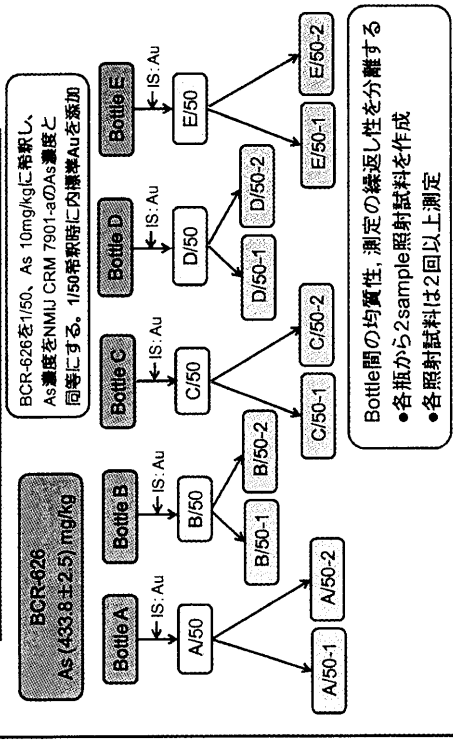 BCR-626
As (433.8±2.5) mg/kg
BCR-626を1/50、As 10mg/kgに希釈し、
As濃度をNMIJ CRM 7901-aのAs濃度と
同等にする。1/50希釈時に内標準Auを添加
Bottle A
Bottle B
Bottle C
Bottle D
Bottle E
IS: Au
IS: Au
IS: Au
IS: Au
IS: Au
A/50
B/50
C/50
D/50
E/50
A/50-1
A/50-2
B/50-1
B/50-2
C/50-1
C/50-2
D/50-1
D/50-2
E/50-1
E/50-2
Bottle間の均質性, 測定の繰返し性を分離する
●各瓶から2sample照射試料を作成
●各照射試料は2回以上測定